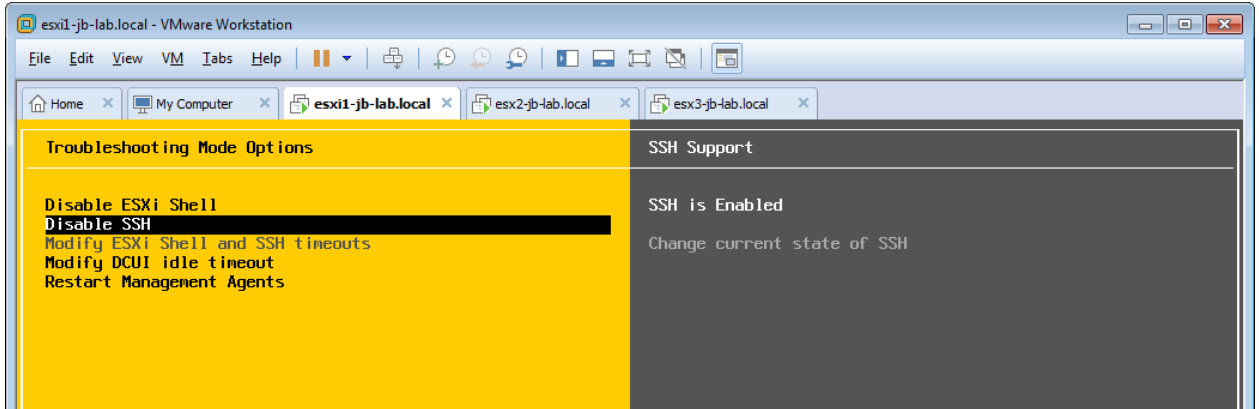 esxi1-jb-lab.local - VMware Workstation
File Edit View VM Tabs Help
Home
My Computer
esxi1-jb-lab.local
esx2-jb-lab.local
esx3-jb-lab.local
Troubleshooting Mode Options
SSH Support
Disable ESXi Shell
SSH is Enabled
Disable SSH
Modify ESXi Shell and SSH timeouts
Change current state of SSH
Modify DCUI idle timeout
Restart Management Agents